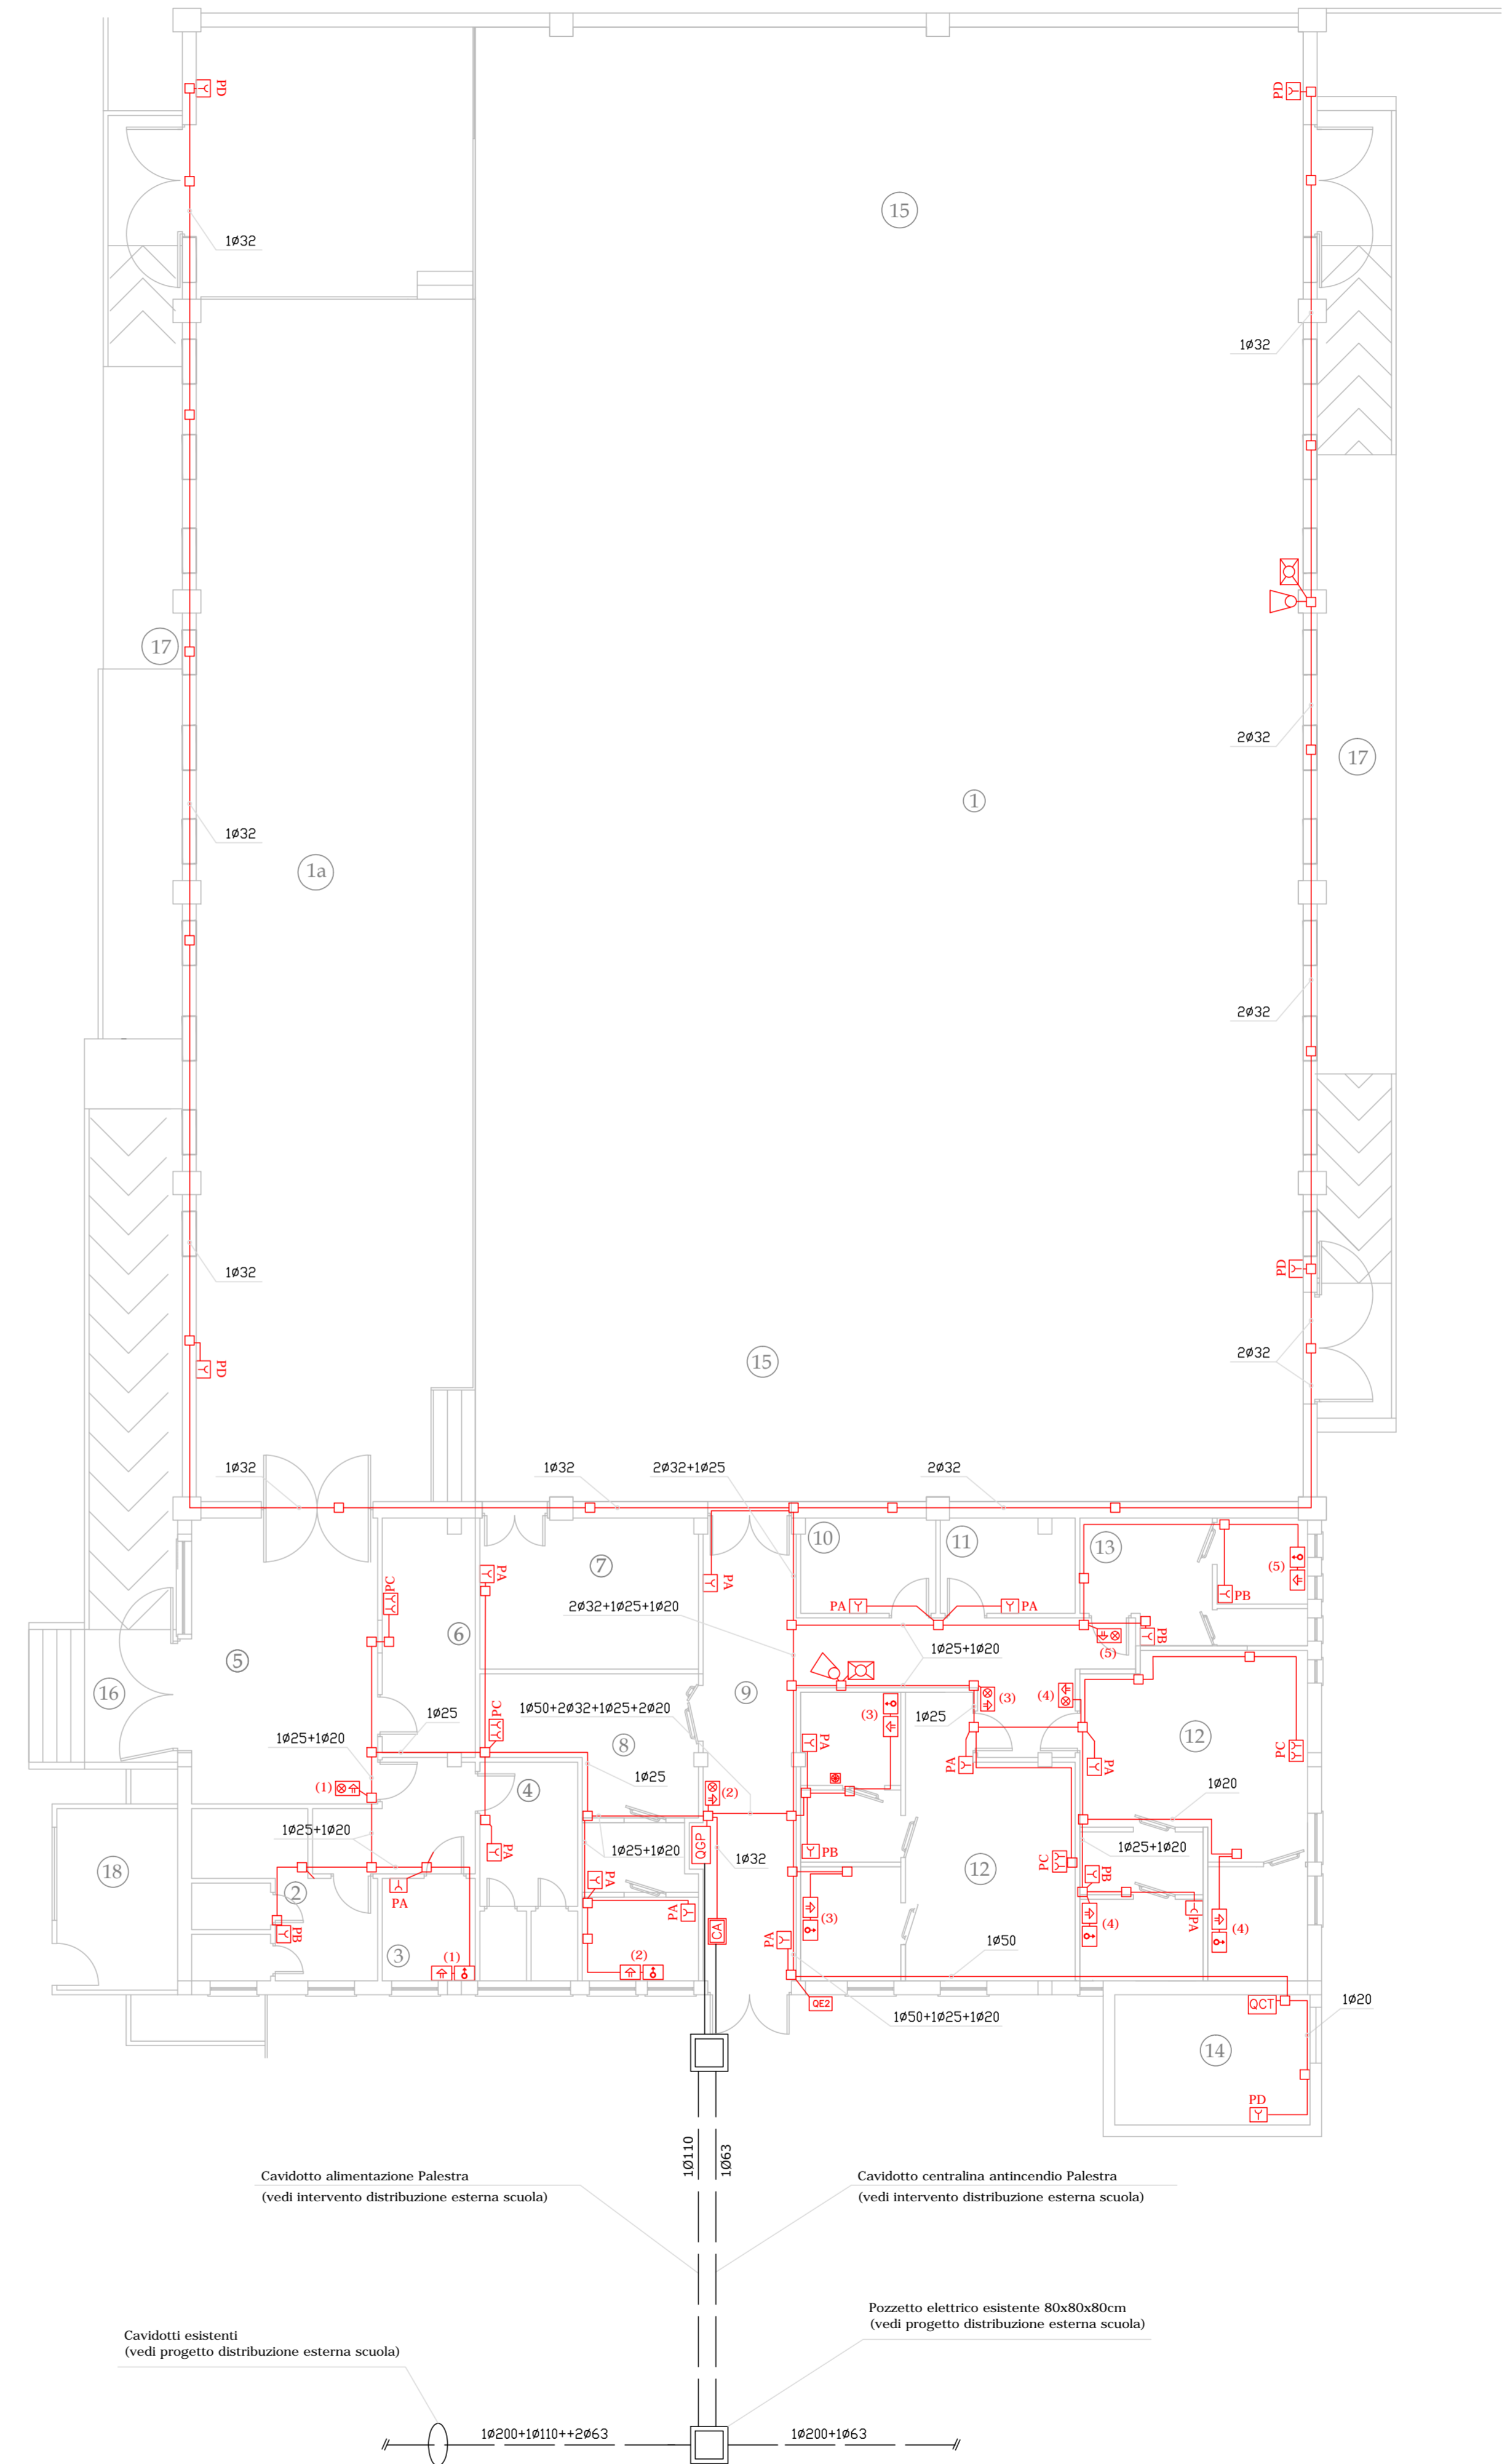 PD
PD
15
1ø32
1ø32
17
2ø32
17
1
1ø32
1a
2ø32
PD
1ø32
2ø32
15
PD
1ø32
1ø32
2ø32+1ø25
2ø32
10
11
13
7
PA
PC
PA
(5)
PB
PA
PA
2ø32+1ø25+1ø20
6
PB
5
1ø25+1ø20
(5)
16
9
(3)
(4)
1ø50+2ø32+1ø25+2ø20
PC
1ø25
(3)
1ø25
12
1ø25+1ø20
8
PA
PC
PA
PA
1ø25
(1)
(2)
4
1ø20
1ø25+1ø20
1ø25+1ø20
QGP
1ø32
PB
1ø25+1ø20
PA
PC
18
12
PA
PB
2
PA
PA
PA
(3)
(4)
(4)
PB
CA
PA
3
(1)
(2)
1ø50
QE2
QCT
1ø20
1ø50+1ø25+1ø20
14
PD
1Ø110
1Ø63
Cavidotto alimentazione Palestra
(vedi intervento distribuzione esterna scuola)
Cavidotto centralina antincendio Palestra
(vedi intervento distribuzione esterna scuola)
Pozzetto elettrico esistente 80x80x80cm
(vedi progetto distribuzione esterna scuola)
Cavidotti esistenti
(vedi progetto distribuzione esterna scuola)
1Ø200+1Ø110++2Ø63
1Ø200+1Ø63